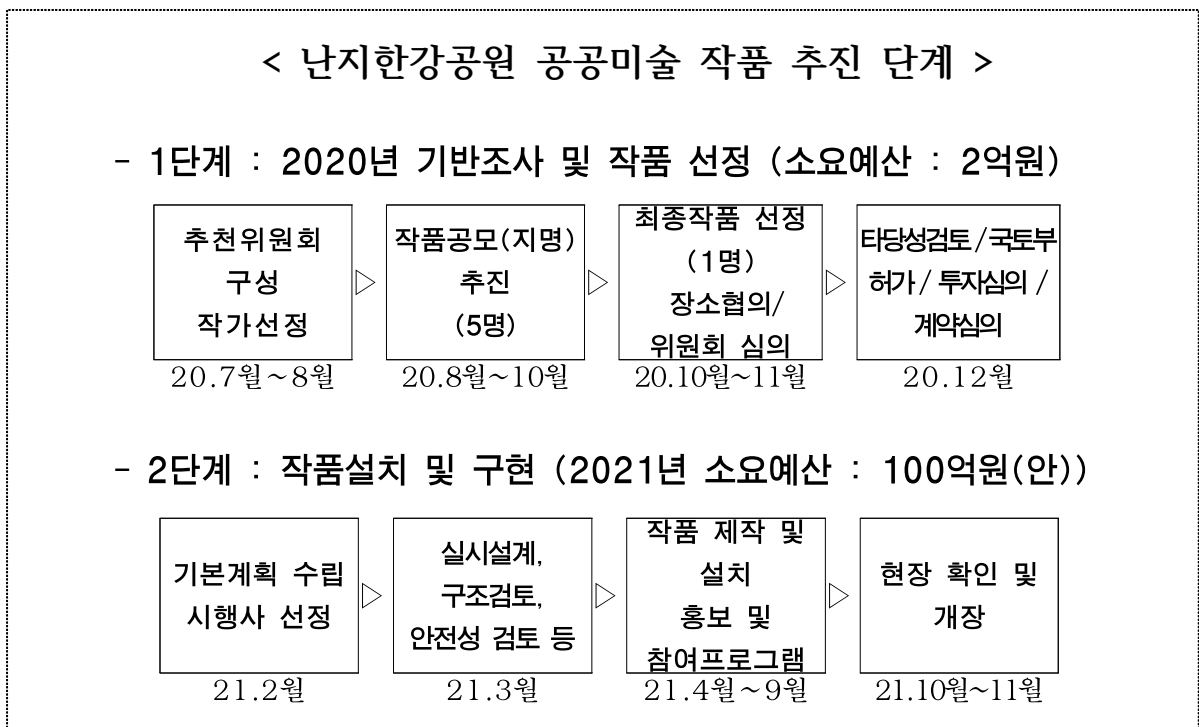 < 난지한강공원 공공미술 작품 추진 단계 >
- 1단계 : 2020년 기반조사 및 작품 선정 (소요예산 : 2억원)
추천위원회
구성
작가선정
20.7월~8월
작품공모(지명)
추진
(5명)
20.8월~10월
최종작품 선정
(1명)
장소협의/
위원회 심의
20.10월~11월
타당성검토/국토부
허가/ 투자심의 /
계약심의
20.12월
- 2단계 : 작품설치 및 구현 (2021년 소요예산 : 100억원(안))
기본계획 수립
시행사 선정
21.2월
실시설계,
구조검토,
안전성 검토 등
21.3월
작품 제작 및
설치
홍보 및
참여프로그램
21.4월~9월
현장 확인 및
개장
21.10월~11월